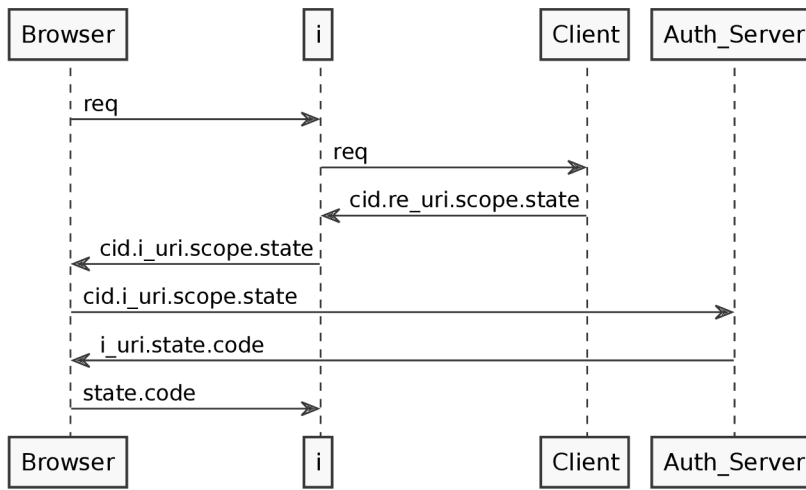 Browser i Client Auth_Server
req
req
cid.re_uri.scope.state
cid.i_uri.scope.state
cid.i_uri.scope.state
i_uri.state.code
state.code
Browser i Client Auth_Server